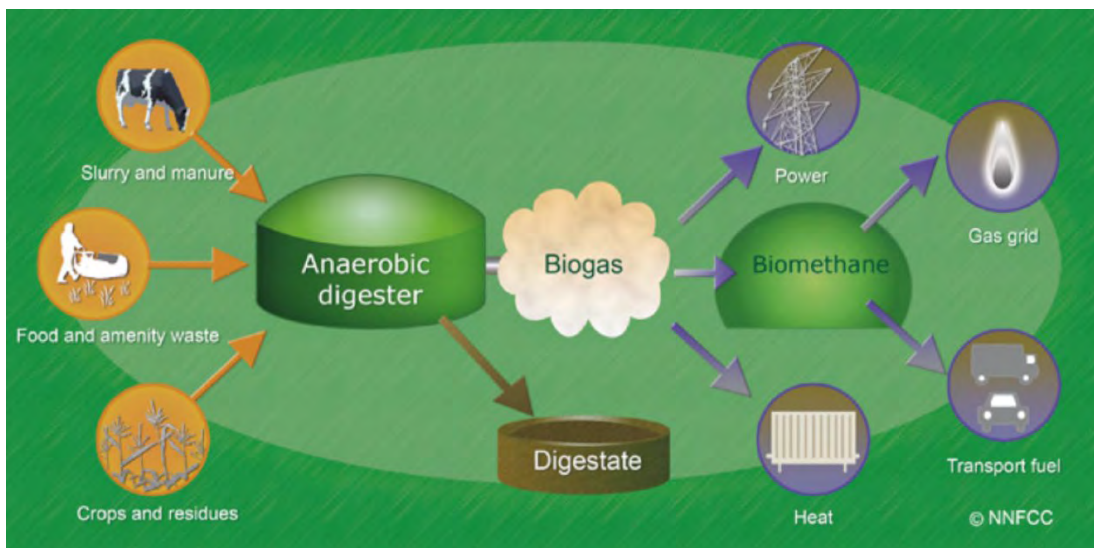 Slurry and manure
Food and amenity waste
Crops and residues
Anaerobic
digester
Biogas
Digestate
Power
Biomethane
Heat
Gas grid
Transport fuel
© NNFCC